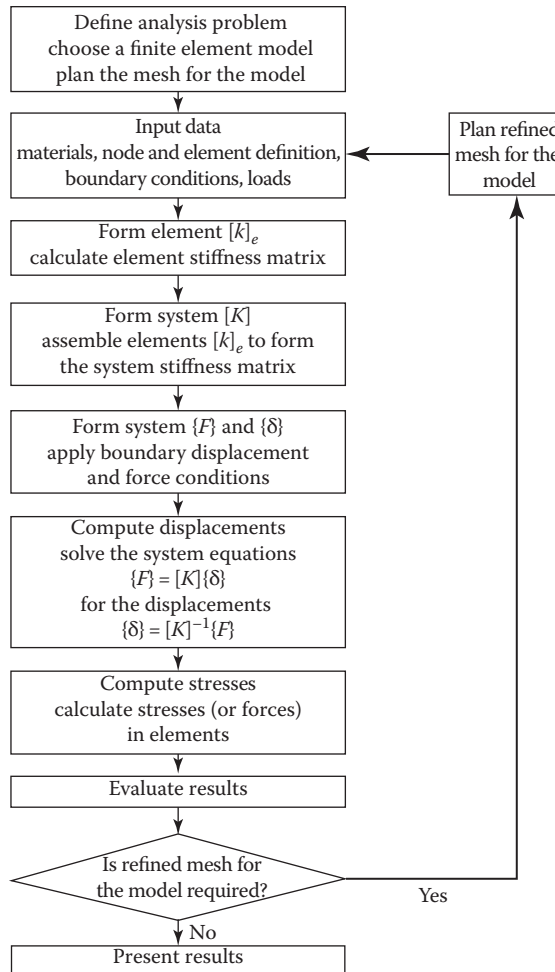 Define analysis problem
choose a finite element model
plan the mesh for the model
Input data
materials, node and element definition,
boundary conditions, loads
Plan refined
mesh for the
model
Form element [k]ₑ
calculate element stiffness matrix
Form system [K]
assemble elements [k]ₑ to form
the system stiffness matrix
Form system {F} and {δ}
apply boundary displacement
and force conditions
Compute displacements
solve the system equations
{F} = [K]{δ}
for the displacements
{δ} = [K]⁻¹{F}
Compute stresses
calculate stresses (or forces)
in elements
Evaluate results
Is refined mesh for
the model required?
Yes
No
Present results